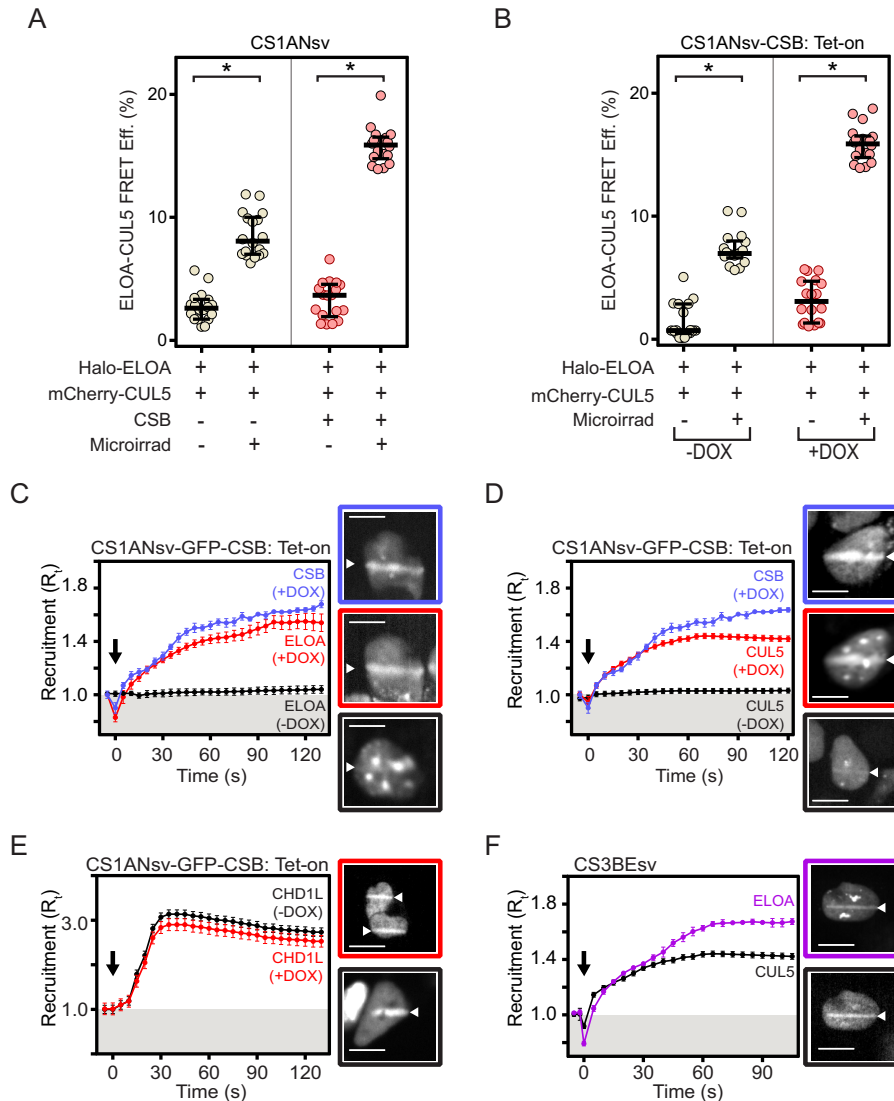 A
CS1ANsv
* *
ELOA-CUL5 FRET Eff. (%)
20
10
0
Halo-ELOA + + + +
mCherry-CUL5 + + + +
CSB - - + +
Microirrad - + - +
B
CS1ANsv-CSB: Tet-on
* *
ELOA-CUL5 FRET Eff. (%)
20
10
0
Halo-ELOA + + + +
mCherry-CUL5 + + + +
Microirrad - + - +
-DOX +DOX
C
CS1ANsv-GFP-CSB: Tet-on
Recruitment (Rt)
1.8
1.4
1.0
CSB
(+DOX)
ELOA
(+DOX)
ELOA
(-DOX)
0 30 60 90 120
Time (s)
D
CS1ANsv-GFP-CSB: Tet-on
Recruitment (Rt)
1.8
1.4
1.0
CSB
(+DOX)
CUL5
(+DOX)
CUL5
(-DOX)
0 30 60 90 120
Time (s)
E
CS1ANsv-GFP-CSB: Tet-on
Recruitment (Rt)
3.0
1.0
CHD1L
(-DOX)
CHD1L
(+DOX)
0 30 60 90 120
Time (s)
F
CS3BEsv
Recruitment (Rt)
1.8
1.4
1.0
ELOA
CUL5
0 30 60 90
Time (s)